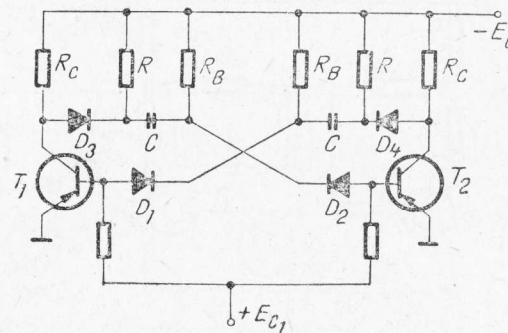 −E_c
R_C R R_B R_B R R_C
D_3 C C D_4
T_1 D_1 D_2 T_2
+E_C1